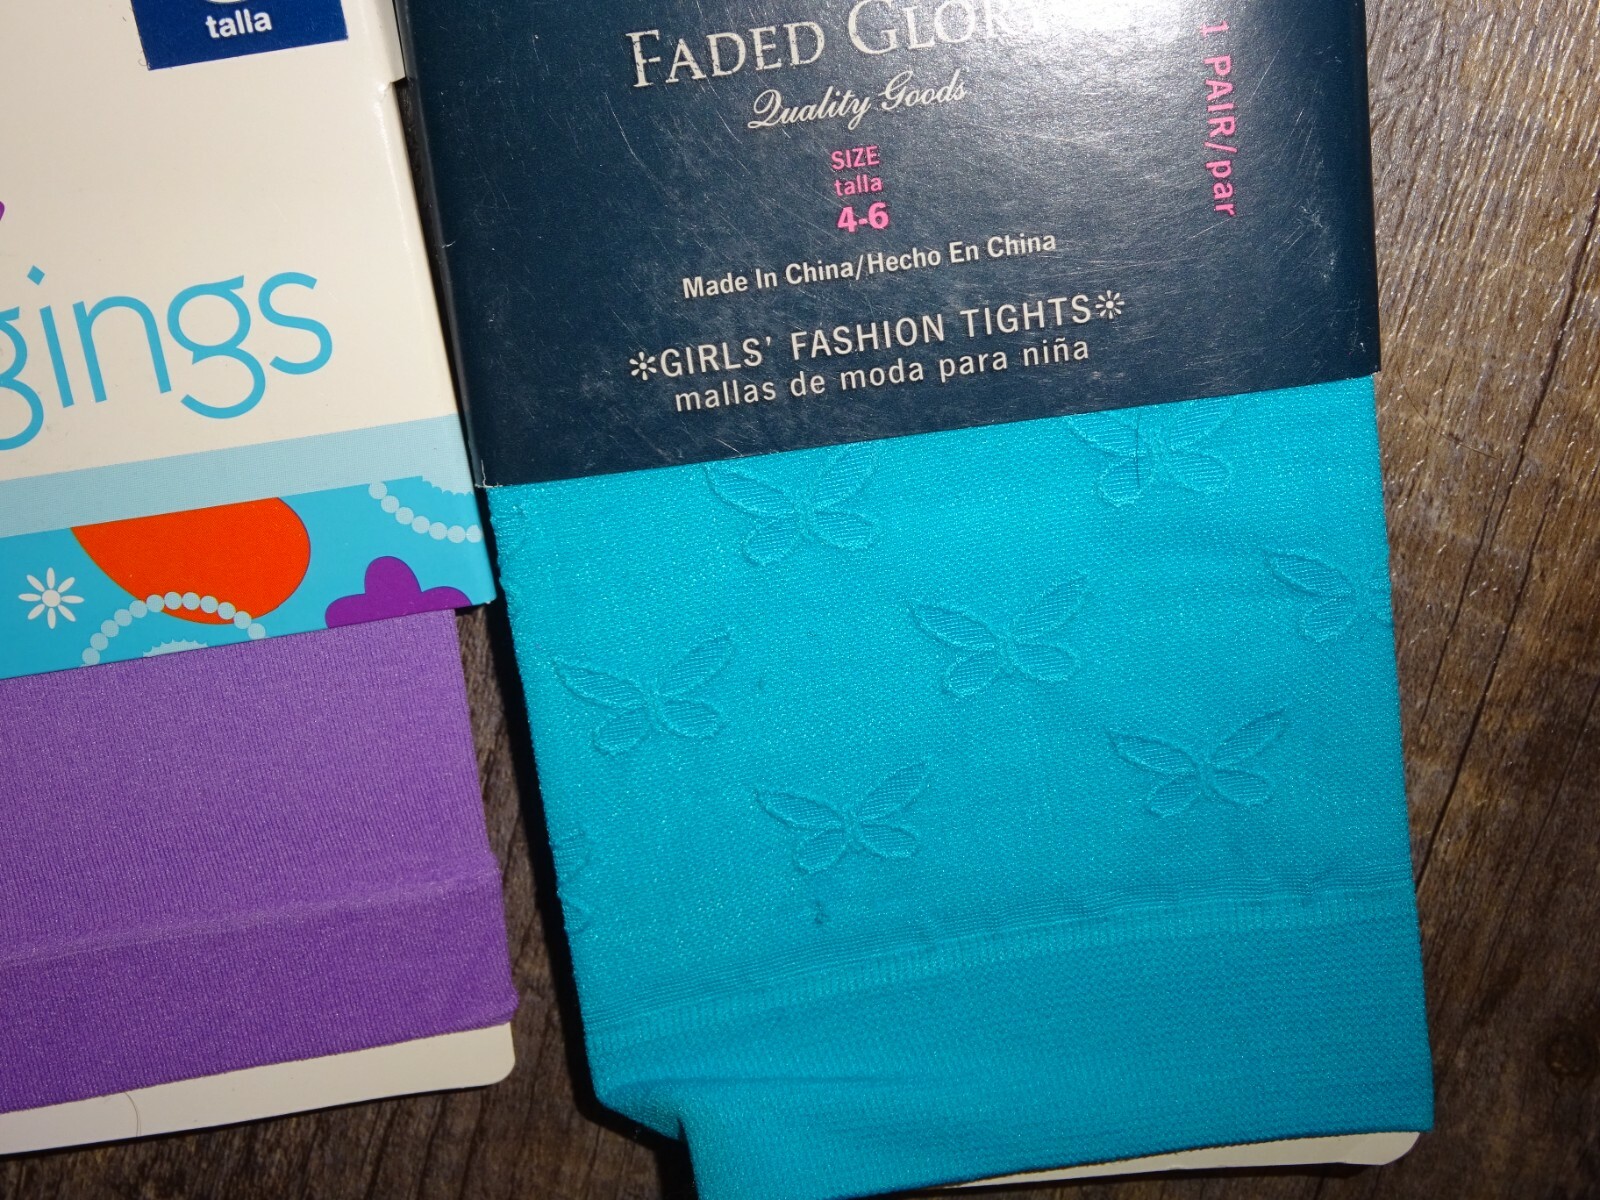 talla
gings
FADED GLOR
Quality Goods
SIZE
talla
4-6
Made In China/Hecho En China
GIRLS' FASHION TIGHTS
mallas de moda para niña
1 PAIR/par